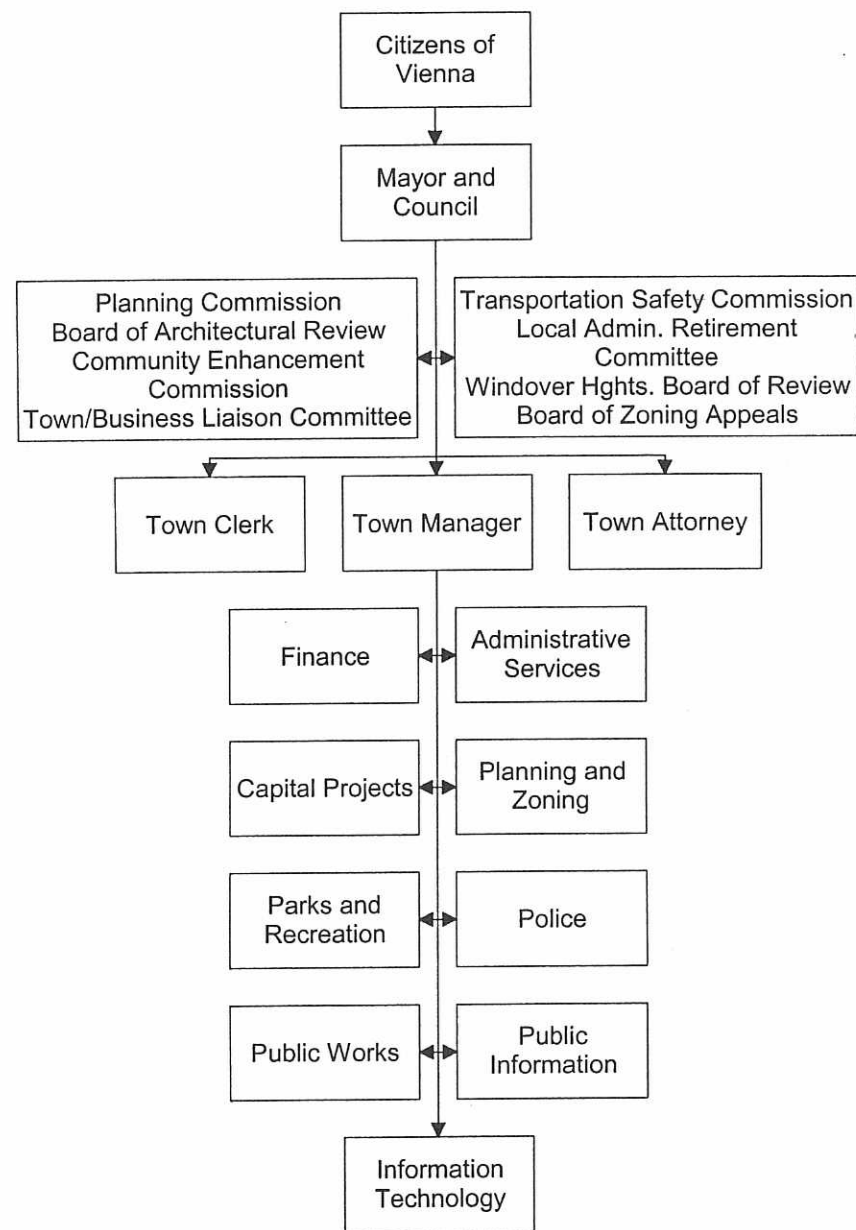 Citizens of
Vienna
Mayor and
Council
Planning Commission
Board of Architectural Review
Community Enhancement
Commission
Town/Business Liaison Committee
Transportation Safety Commission
Local Admin. Retirement
Committee
Windover Hghts. Board of Review
Board of Zoning Appeals
Town Clerk
Town Manager
Town Attorney
Finance
Administrative
Services
Capital Projects
Planning and
Zoning
Parks and
Recreation
Police
Public Works
Public
Information
Information
Technology